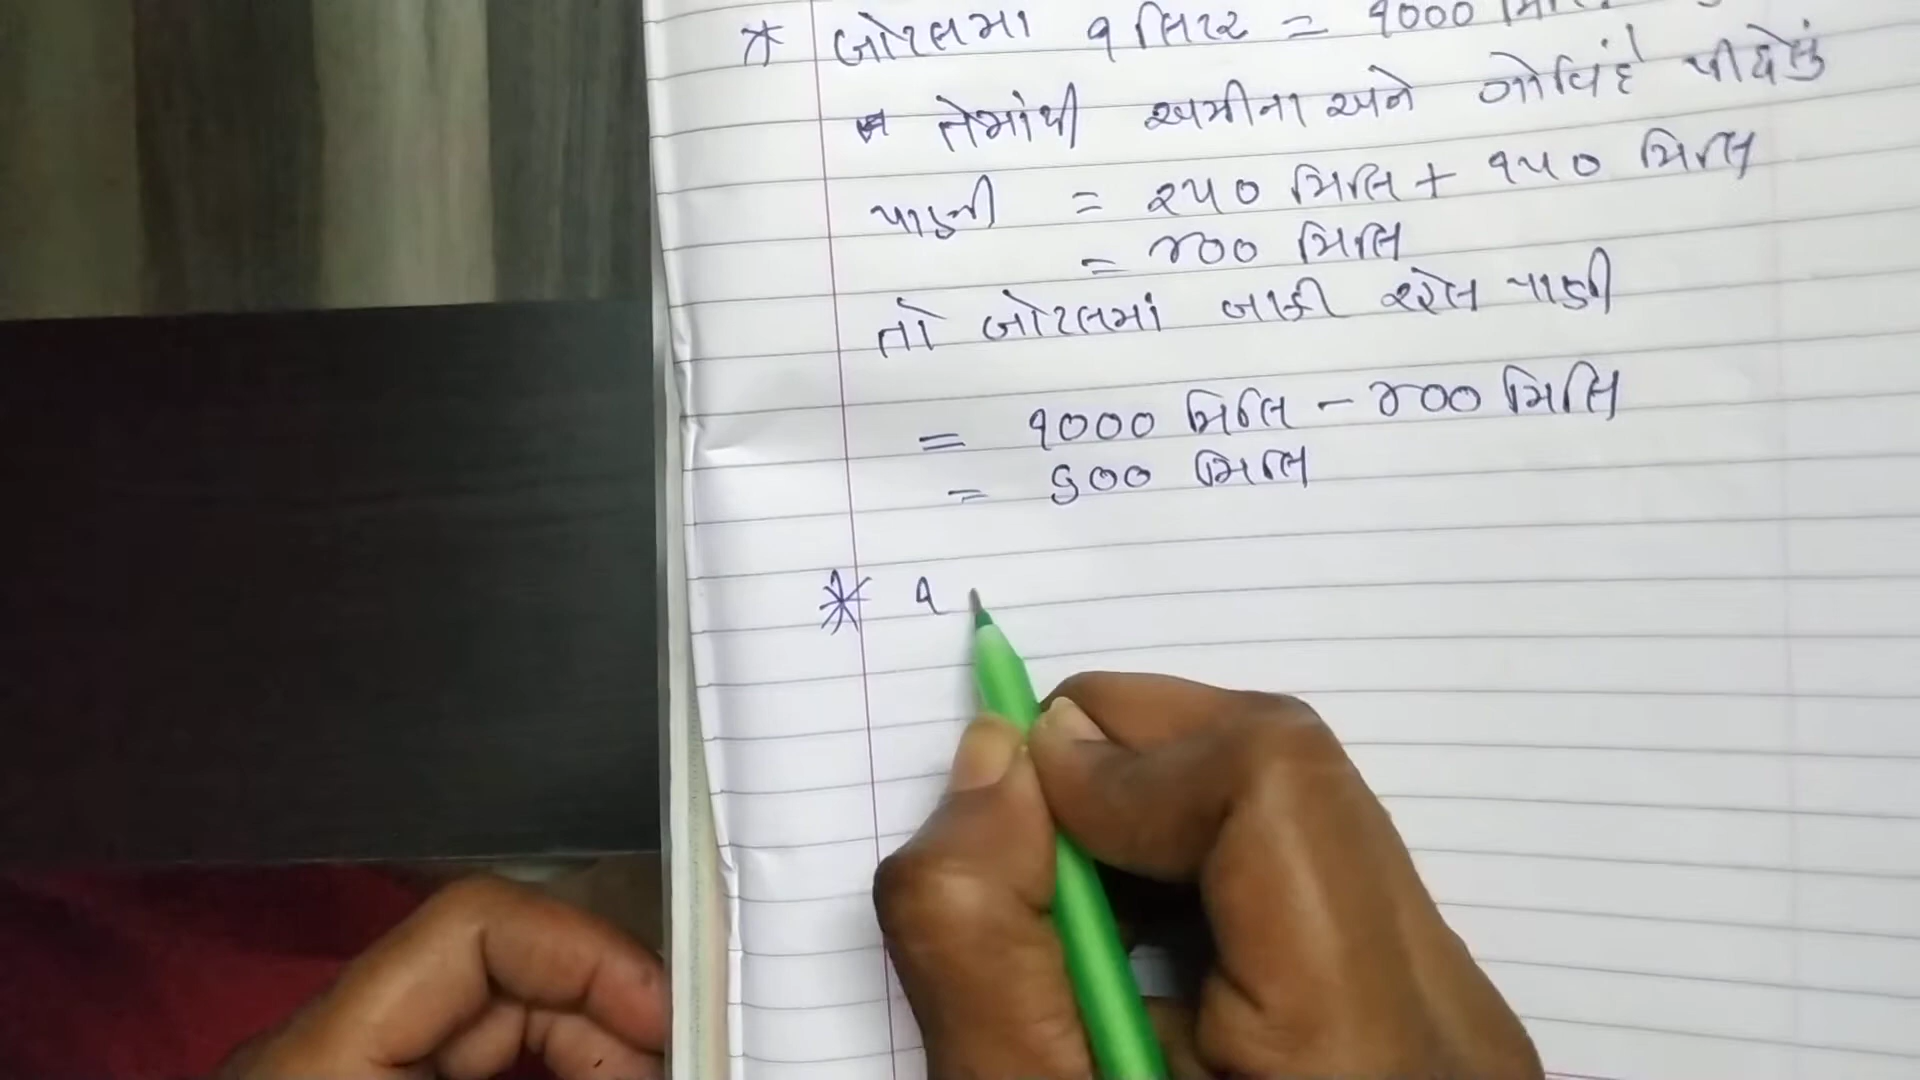 * બોટલમા ૧ લિટર = ૧૦૦૦ મિલિ
તેમાંથી અમીના અને ગોવિંદે પીધેલું
પાણી = ૨૫૦ મિલિ + ૧૫૦ મિલિ
= ૪૦૦ મિલિ
તો બોટલમાં બાકી રહેલ પાણી
= ૧૦૦૦ મિલિ - ૪૦૦ મિલિ
= ૬૦૦ મિલિ
* ૧